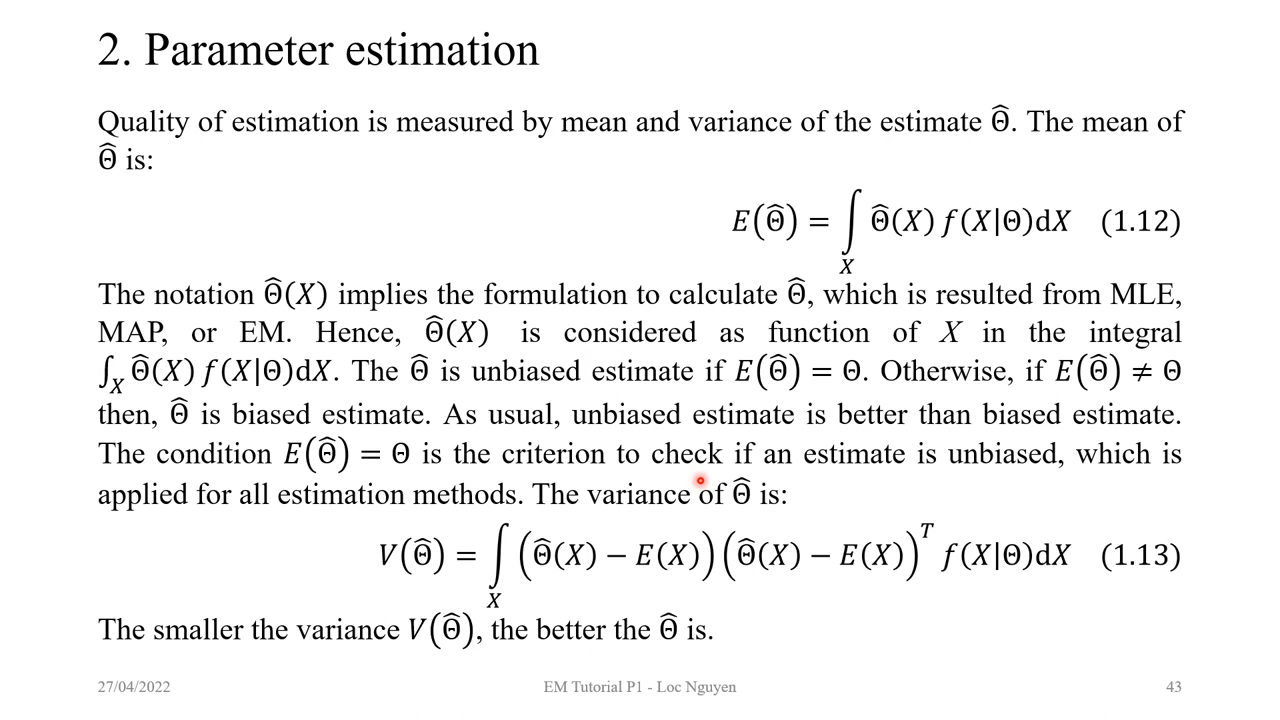 2. Parameter estimation
Quality of estimation is measured by mean and variance of the estimate Θ̂. The mean of
Θ̂ is:
E(Θ̂) = ∫_X Θ̂(X) f(X|Θ)dX (1.12)
The notation Θ̂(X) implies the formulation to calculate Θ̂, which is resulted from MLE,
MAP, or EM. Hence, Θ̂(X) is considered as function of X in the integral
∫_X Θ̂(X) f(X|Θ)dX. The Θ̂ is unbiased estimate if E(Θ̂) = Θ. Otherwise, if E(Θ̂) ≠ Θ
then, Θ̂ is biased estimate. As usual, unbiased estimate is better than biased estimate.
The condition E(Θ̂) = Θ is the criterion to check if an estimate is unbiased, which is
applied for all estimation methods. The variance of Θ̂ is:
V(Θ̂) = ∫_X (Θ̂(X) − E(X))(Θ̂(X) − E(X))^T f(X|Θ)dX (1.13)
The smaller the variance V(Θ̂), the better the Θ̂ is.
27/04/2022 EM Tutorial P1 - Loc Nguyen 43